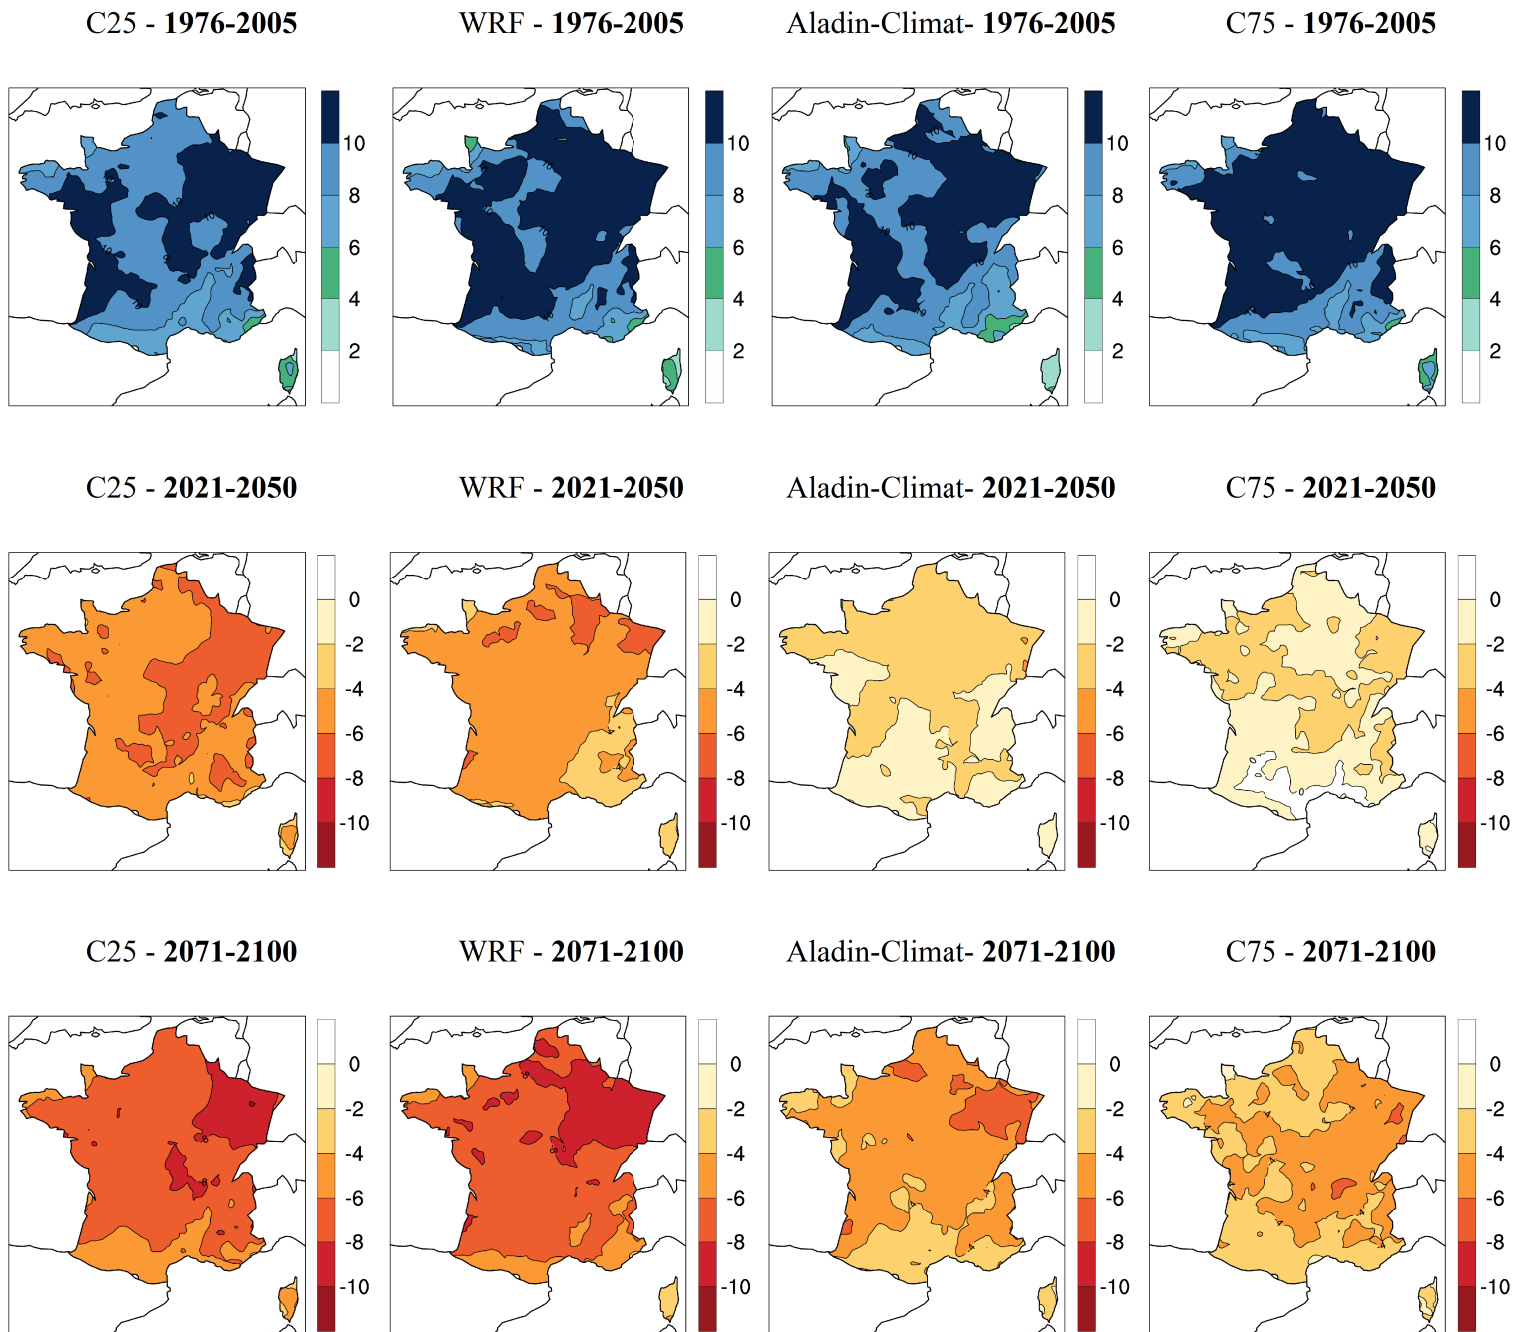 C25 - 1976-2005 WRF - 1976-2005 Aladin-Climat- 1976-2005 C75 - 1976-2005
10 10 10 10
8 8 8 8
6 6 6 6
4 4 4 4
2 2 2 2
C25 - 2021-2050 WRF - 2021-2050 Aladin-Climat- 2021-2050 C75 - 2021-2050
0 0 0 0
-2 -2 -2 -2
-4 -4 -4 -4
-6 -6 -6 -6
-8 -8 -8 -8
-10 -10 -10 -10
C25 - 2071-2100 WRF - 2071-2100 Aladin-Climat- 2071-2100 C75 - 2071-2100
0 0 0 0
-2 -2 -2 -2
-4 -4 -4 -4
-6 -6 -6 -6
-8 -8 -8 -8
-10 -10 -10 -10